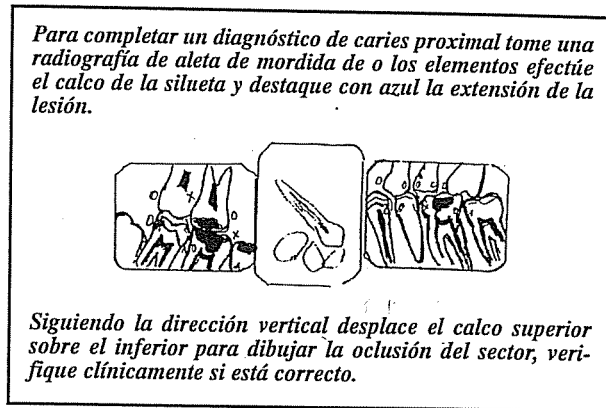 Para completar un diagnóstico de caries proximal tome una
radiografía de aleta de mordida de o los elementos efectúe
el calco de la silueta y destaque con azul la extensión de la
lesión.
Siguiendo la dirección vertical desplace el calco superior
sobre el inferior para dibujar la oclusión del sector, veri-
fique clínicamente si está correcto.